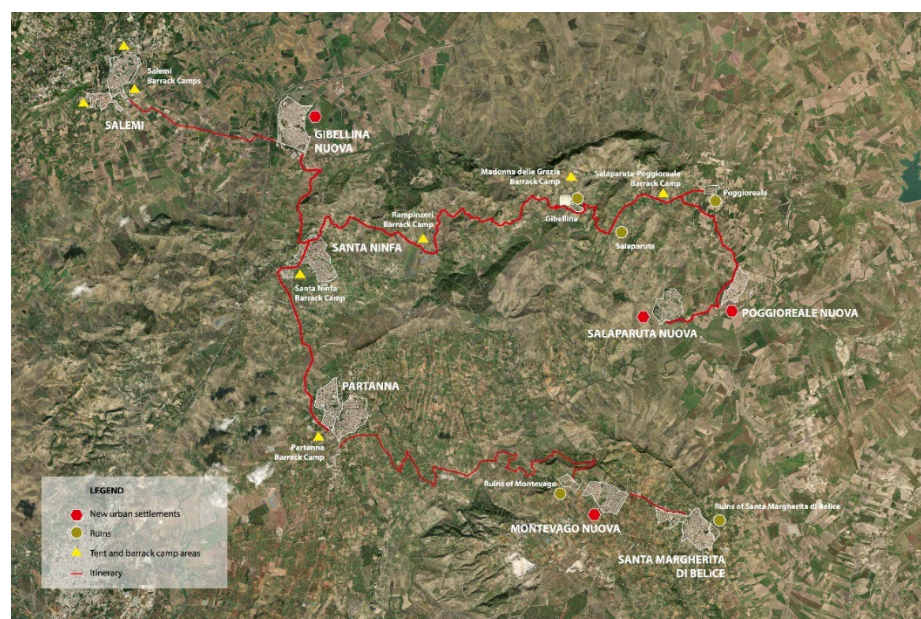 Salemi
Barrack Camps
SALEMI
GIBELLINA
NUOVA
Madonna delle Grazia
Barrack Camp
Salaparuta-Poggioreale
Barrack Camp
Poggioreale
Gibellina
Rampinzeri
Barrack Camp
Salaparuta
SANTA NINFA
Santa Ninfa
Barrack Camp
SALAPARUTA NUOVA
POGGIOREALE NUOVA
PARTANNA
Partanna
Barrack Camp
Ruins of Montevago
Ruins of Santa Margherita di Belice
MONTEVAGO NUOVA
SANTA MARGHERITA
DI BELICE
LEGEND
New urban settlements
Ruins
Tent and barrack camp areas
Itinerary